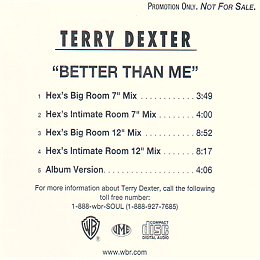 PROMOTION ONLY. NOT FOR SALE.
TERRY DEXTER
"BETTER THAN ME"
1 Hex's Big Room 7" Mix . . . . . . . . . . 3:49
2 Hex's Intimate Room 7" Mix . . . . . 4:00
3 Hex's Big Room 12" Mix . . . . . . . . 8:52
4 Hex's Intimate Room 12" Mix . . . . 8:17
5 Album Version. . . . . . . . . . . . . . . . 4:06
For more information about Terry Dexter, call the following
toll free number:
1-888-wbr-SOUL (1-888-927-7685)
WB
COMPACT
disc
DIGITAL AUDIO
www.wbr.com